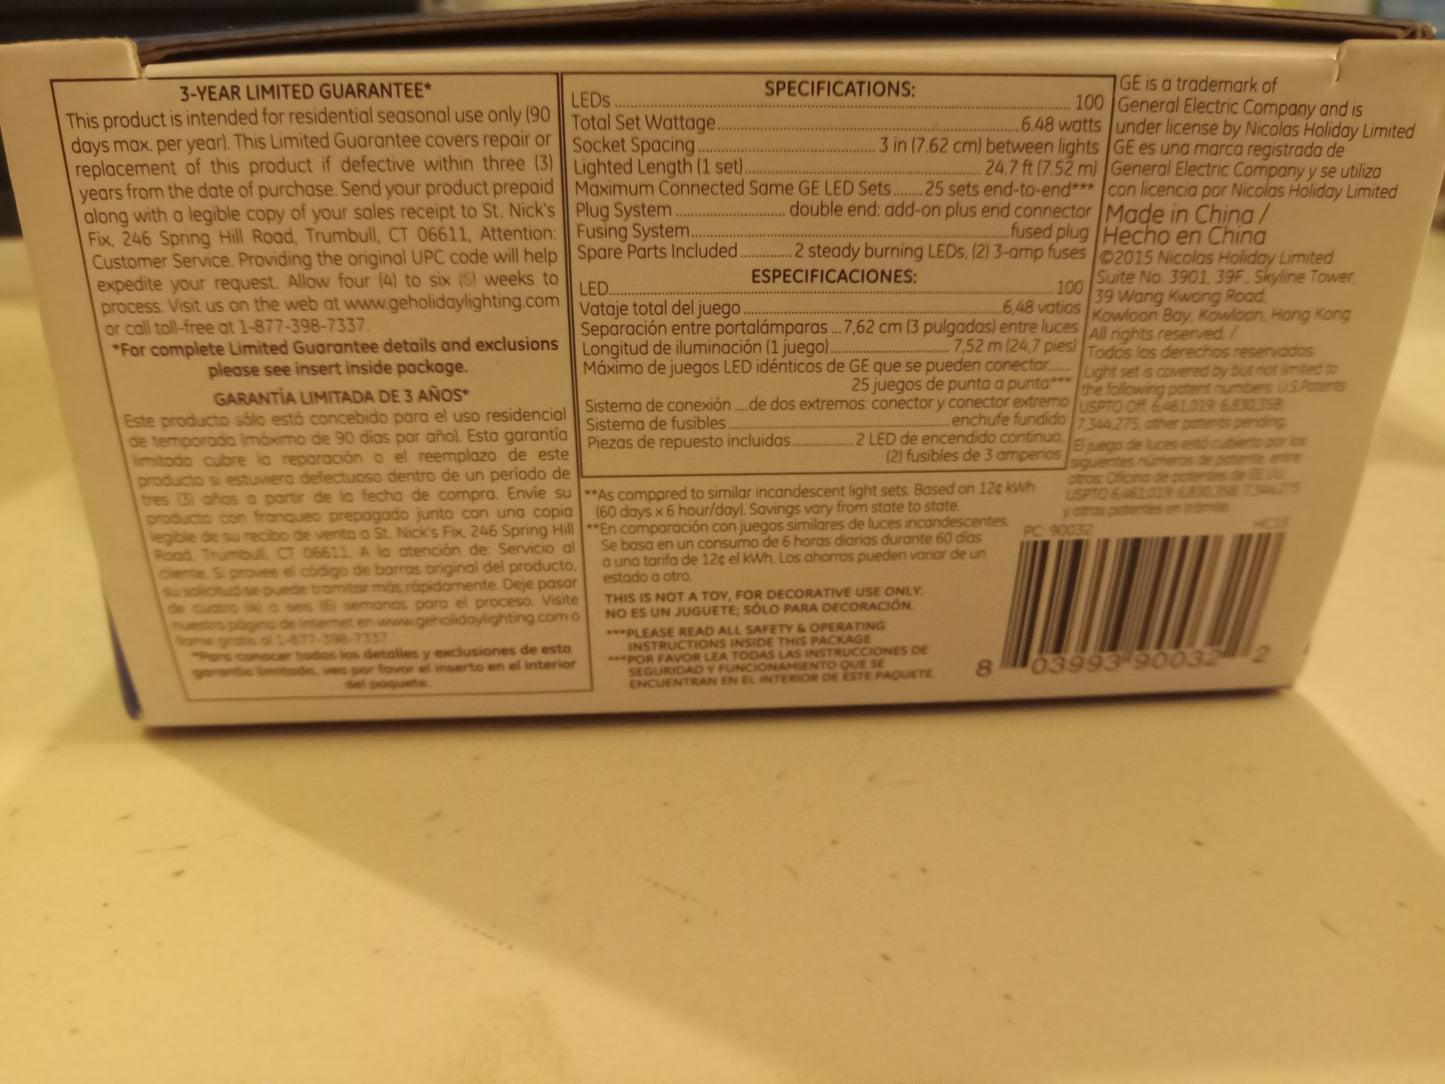 3-YEAR LIMITED GUARANTEE*
This product is intended for residential seasonal use only (90
days max. per year). This Limited Guarantee covers repair or
replacement of this product if defective within three (3)
years from the date of purchase. Send your product prepaid
along with a legible copy of your sales receipt to St. Nick's
Fix, 246 Spring Hill Road, Trumbull, CT 06611, Attention:
Customer Service. Providing the original UPC code will help
expedite your request. Allow four (4) to six (6) weeks to
process. Visit us on the web at www.geholidaylighting.com
or call toll-free at 1-877-398-7337.
*For complete Limited Guarantee details and exclusions
please see insert inside package.
GARANTÍA LIMITADA DE 3 AÑOS*
Este producto sólo está concebido para el uso residencial
de temporada (máximo de 90 días por año). Esta garantía
limitada cubre la reparación o el reemplazo de este
producto si estuviera defectuoso dentro de un período de
tres (3) años a partir de la fecha de compra. Envíe su
producto con franqueo prepagado junto con una copia
legible de su recibo de venta a St. Nick's Fix, 246 Spring Hill
Road, Trumbull, CT 06611. A la atención de: Servicio al
cliente. Si provee el código de barras original del producto,
su solicitud se puede tramitar más rápidamente. Deje pasar
de cuatro (4) a seis (6) semanas para el proceso. Visite
nuestra página de Internet en www.geholidaylighting.com o
llame gratis al 1-877-398-7337.
*Para conocer todos los detalles y exclusiones de esta
garantía limitada, vea por favor el inserto en el interior
del paquete.
SPECIFICATIONS:
LEDs ........ 100
Total Set Wattage........ 6.48 watts
Socket Spacing ........ 3 in (7.62 cm) between lights
Lighted Length (1 set)........ 24.7 ft (7.52 m)
Maximum Connected Same GE LED Sets....... 25 sets end-to-end***
Plug System ........ double end: add-on plus end connector
Fusing System........ fused plug
Spare Parts Included ........ 2 steady burning LEDs, (2) 3-amp fuses
ESPECIFICACIONES:
LED........ 100
Vataje total del juego ........ 6,48 vatios
Separación entre portalámparas ...7,62 cm (3 pulgadas) entre luces
Longitud de iluminación (1 juego)........ 7,52 m (24,7 pies)
Máximo de juegos LED idénticos de GE que se pueden conectar......
25 juegos de punta a punta***
Sistema de conexión ....de dos extremos: conector y conector extremo
Sistema de fusibles ........ enchufe fundido
Piezas de repuesto incluidas........ 2 LED de encendido continuo,
(2) fusibles de 3 amperios
**As comppred to similar incandescent light sets. Based on 12¢ kWh
(60 days x 6 hour/day). Savings vary from state to state.
**En comparación con juegos similares de luces incandescentes.
Se basa en un consumo de 6 horas diarias durante 60 días
a una tarifa de 12¢ el kWh. Los ahorros pueden variar de un
estado a otro.
THIS IS NOT A TOY, FOR DECORATIVE USE ONLY.
NO ES UN JUGUETE; SÓLO PARA DECORACIÓN.
***PLEASE READ ALL SAFETY & OPERATING
INSTRUCTIONS INSIDE THIS PACKAGE
***POR FAVOR LEA TODAS LAS INSTRUCCIONES DE
SEGURIDAD Y FUNCIONAMIENTO QUE SE
ENCUENTRAN EN EL INTERIOR DE ESTE PAQUETE.
GE is a trademark of
General Electric Company and is
under license by Nicolas Holiday Limited
GE es una marca registrada de
General Electric Company y se utiliza
con licencia por Nicolas Holiday Limited
Made in China /
Hecho en China
©2015 Nicolas Holiday Limited
Suite No. 3901, 39F., Skyline Tower,
39 Wang Kwong Road,
Kowloon Bay, Kowloon, Hong Kong
All rights reserved. /
Todos los derechos reservados.
Light set is covered by but not limited to
the following patent numbers: U.S.Patents
USPTO Off. 6,461,019; 6,830,358;
7,344,275, other patents pending.
El juego de luces está cubierto por los
siguientes números de patente, entre
otros: Oficina de patentes de EE.UU.
USPTO 6,461,019; 6,830,358; 7,344,275
y otras patentes en trámite.
PC: 90032
HC15
8 03993 90032 2